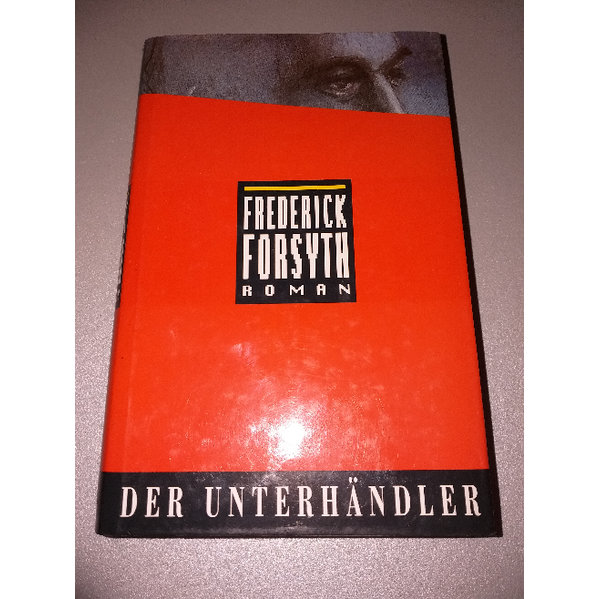 FREDERICK
FORSYTH
ROMAN
DER UNTERHÄNDLER